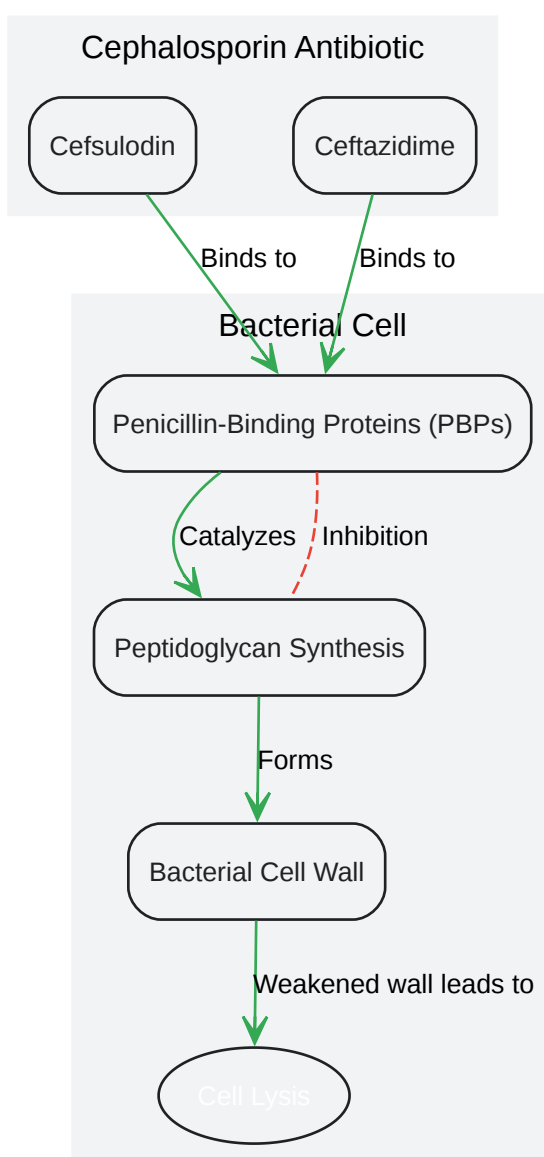 Cephalosporin Antibiotic
Cefsulodin
Ceftazidime
Binds to
Binds to
Bacterial Cell
Penicillin-Binding Proteins (PBPs)
Catalyzes
Inhibition
Peptidoglycan Synthesis
Forms
Bacterial Cell Wall
Weakened wall leads to
Cell Lysis